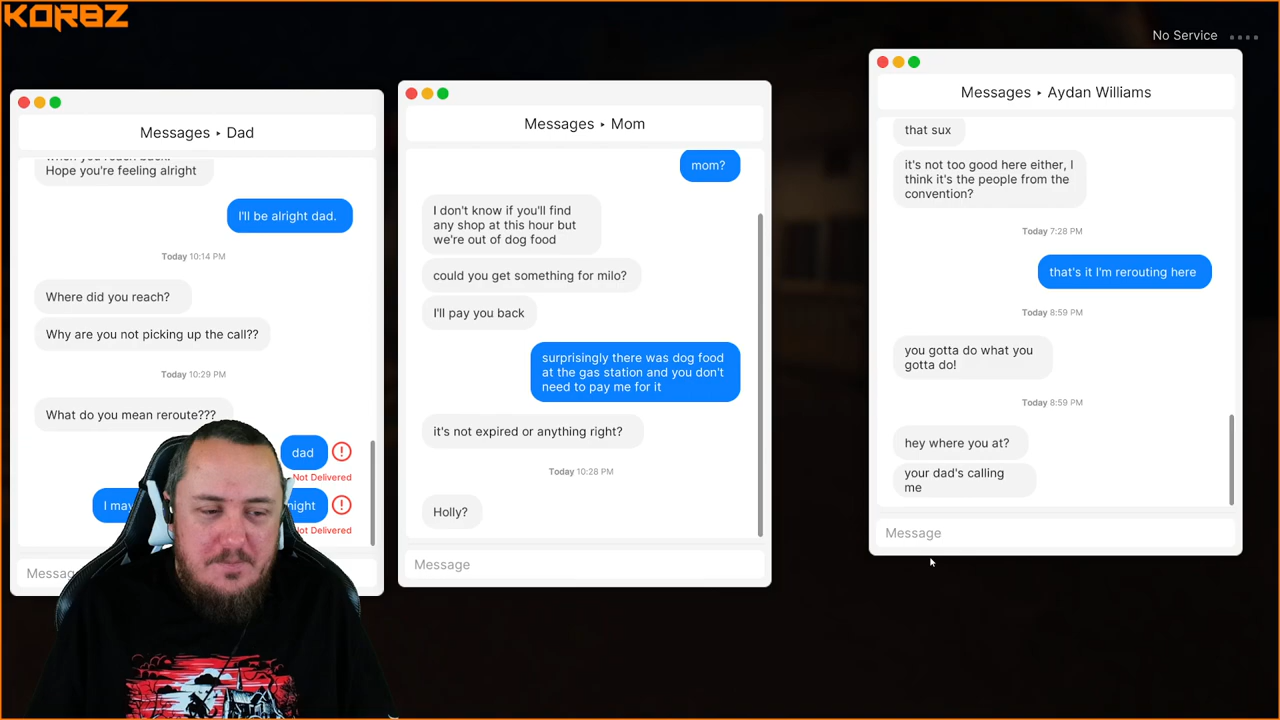 KORBZ
No Service
Messages ▸ Dad
when you reach back.
Hope you're feeling alright
I'll be alright dad.
Today 10:14 PM
Where did you reach?
Why are you not picking up the call??
Today 10:29 PM
What do you mean reroute???
dad
Not Delivered
I may
night
Not Delivered
Messag
Messages ▸ Mom
mom?
I don't know if you'll find
any shop at this hour but
we're out of dog food
could you get something for milo?
I'll pay you back
surprisingly there was dog food
at the gas station and you don't
need to pay me for it
it's not expired or anything right?
Today 10:28 PM
Holly?
Message
Messages ▸ Aydan Williams
that sux
it's not too good here either, I
think it's the people from the
convention?
Today 7:28 PM
that's it I'm rerouting here
Today 8:59 PM
you gotta do what you
gotta do!
Today 8:59 PM
hey where you at?
your dad's calling
me
Message